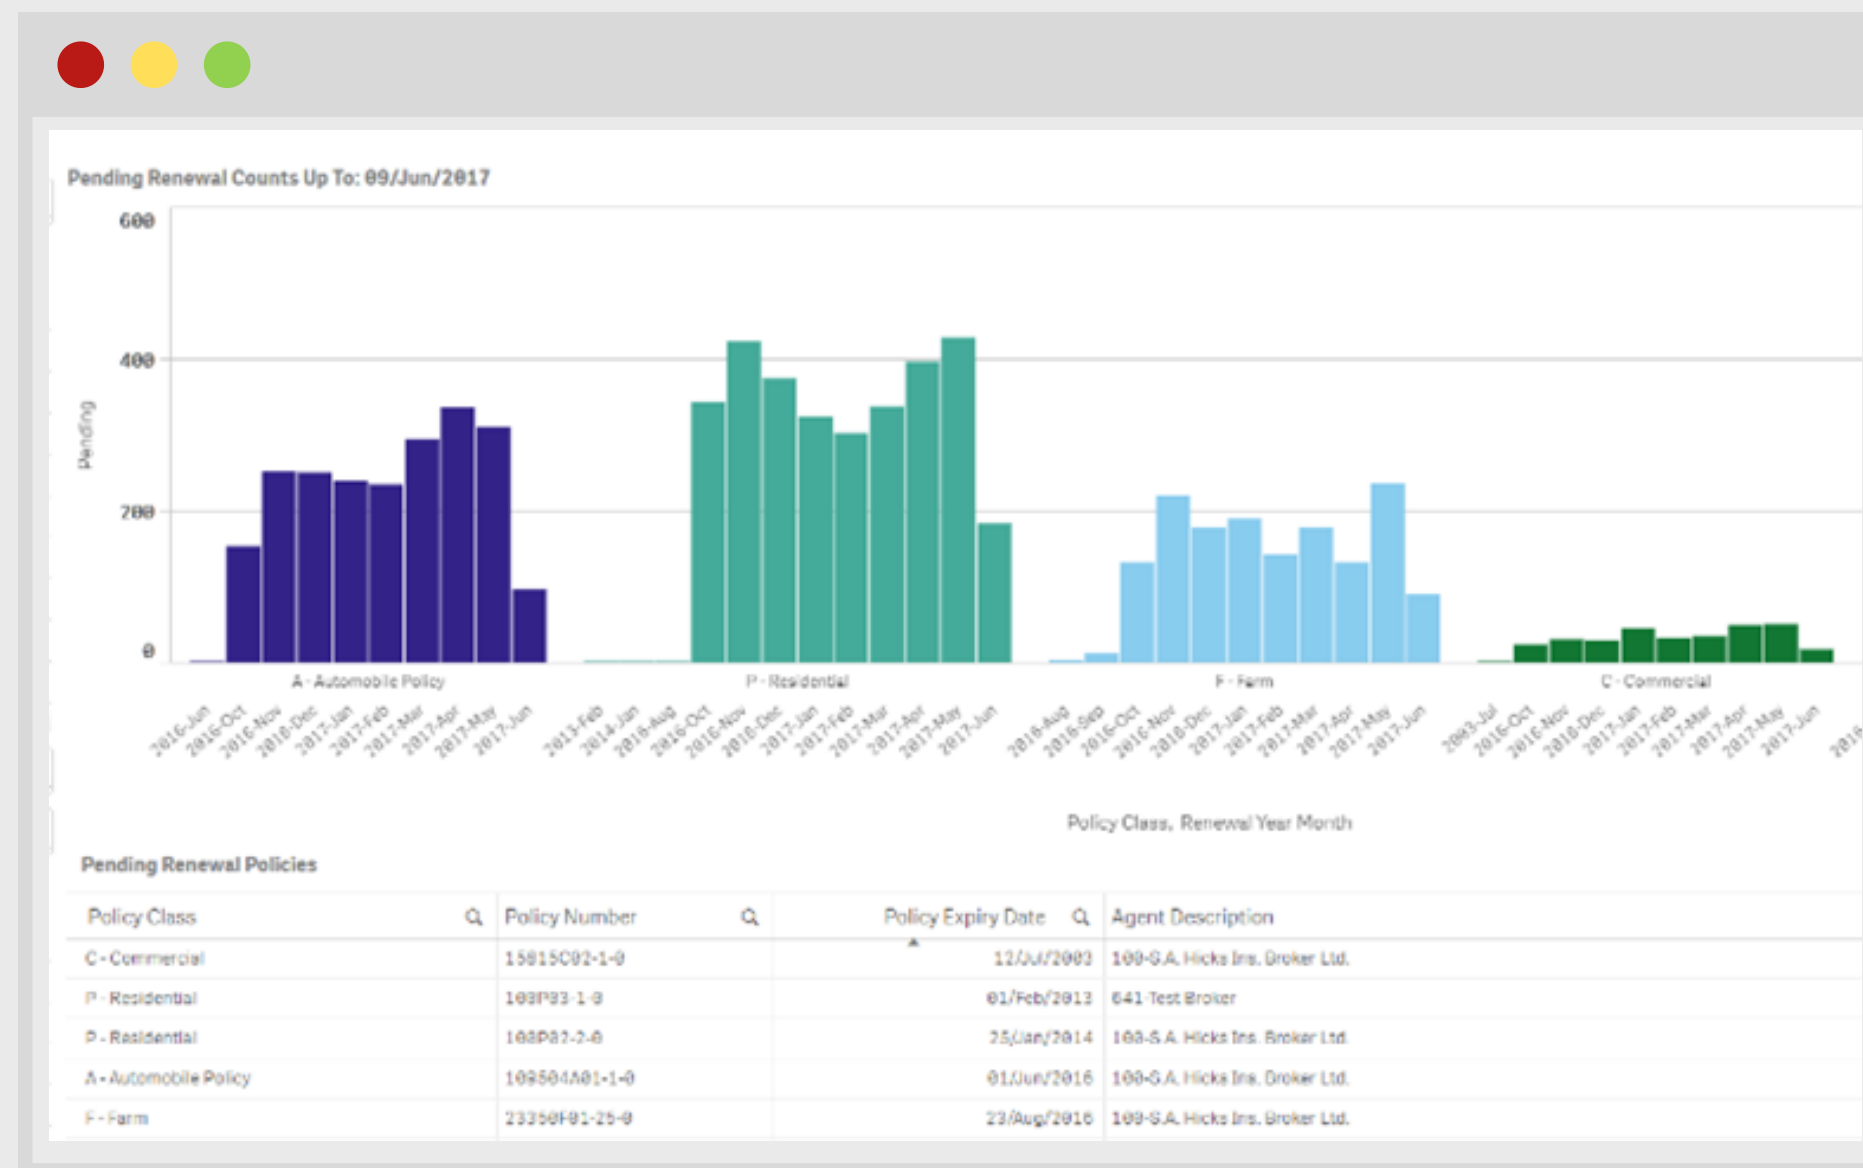 Pending Renewal Counts Up To: 09/Jun/2017
600
400
200
0
Pending
A - Automobile Policy P - Residential F - Farm C - Commercial
2016-Jun 2016-Oct 2016-Nov 2016-Dec 2017-Jan 2017-Feb 2017-Mar 2017-Apr 2017-May 2017-Jun 2013-Feb 2014-Jan 2016-Aug 2016-Oct 2016-Nov 2016-Dec 2017-Jan 2017-Feb 2017-Mar 2017-Apr 2017-May 2017-Jun 2016-Aug 2016-Sep 2016-Oct 2016-Nov 2016-Dec 2017-Jan 2017-Feb 2017-Mar 2017-Apr 2017-May 2017-Jun 2003-Jul 2016-Oct 2016-Nov 2016-Dec 2017-Jan 2017-Feb 2017-Mar 2017-Apr 2017-May 2017-Jun
Policy Class, Renewal Year Month
Pending Renewal Policies
Policy Class Policy Number Policy Expiry Date Agent Description
C - Commercial 15815C02-1-0 12/Jul/2003 100-S.A. Hicks Ins. Broker Ltd.
P - Residential 01/Feb/2013 641-Test Broker
P - Residential 25/Jan/2014 100-S.A. Hicks Ins. Broker Ltd.
A - Automobile Policy 01/Jun/2016 100-S.A. Hicks Ins. Broker Ltd.
F - Farm 23350F01-25-0 23/Aug/2016 100-S.A. Hicks Ins. Broker Ltd.